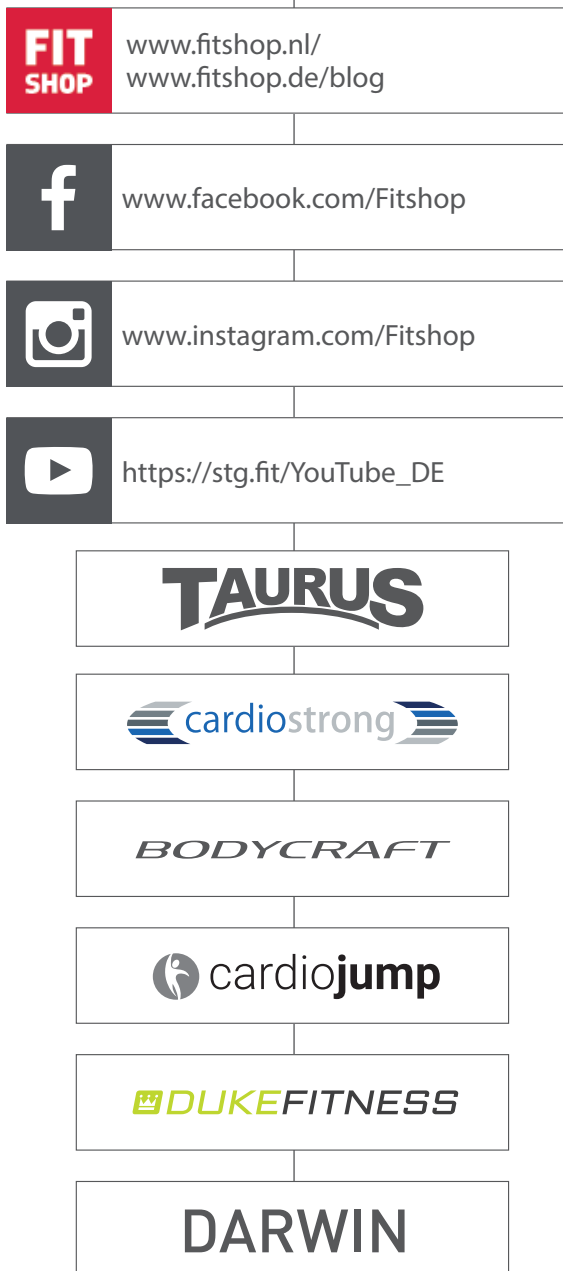 FIT
SHOP
www.fitshop.nl/
www.fitshop.de/blog
www.facebook.com/Fitshop
www.instagram.com/Fitshop
https://stg.fit/YouTube_DE
TAURUS
cardiostrong
BODYCRAFT
cardiojump
DUKEFITNESS
DARWIN